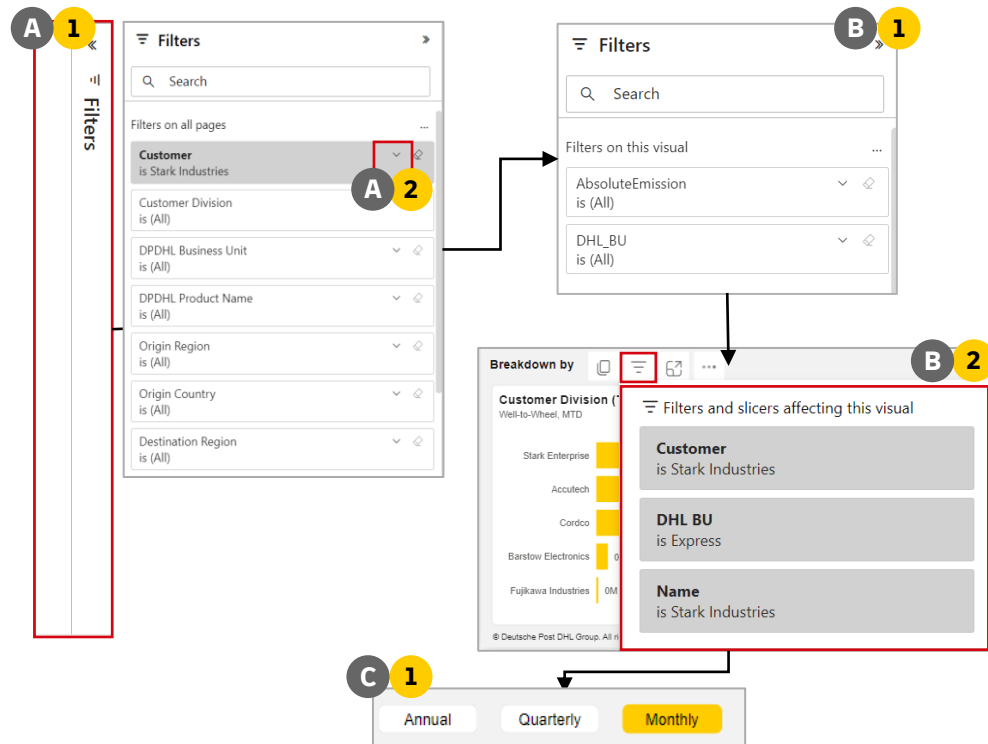 A 1
«
Filters
Filters »
Search
Filters on all pages ...
Customer
is Stark Industries
A 2
Customer Division
is (All)
DPDHL Business Unit
is (All)
DPDHL Product Name
is (All)
Origin Region
is (All)
Origin Country
is (All)
Destination Region
is (All)
B 1
Filters »
Search
Filters on this visual ...
AbsoluteEmission
is (All)
DHL_BU
is (All)
B 2
Breakdown by ...
Customer Division (
Well-to-Wheel, MTD
Stark Enterprise
Accutech
Cordco
Barstow Electronics 0
Fujikawa Industries 0M
© Deutsche Post DHL Group. All
Filters and slicers affecting this visual
Customer
is Stark Industries
DHL BU
is Express
Name
is Stark Industries
C 1
Annual Quarterly Monthly